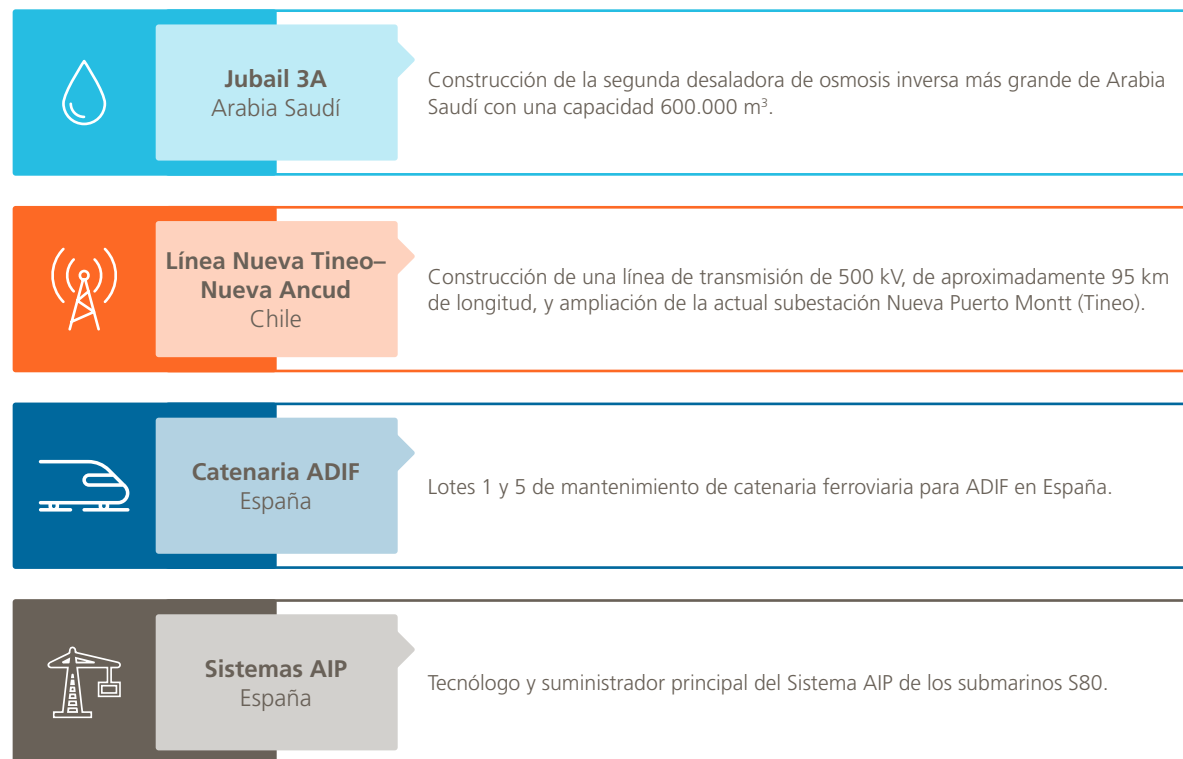 Jubail 3A
Arabia Saudí
Construcción de la segunda desaladora de osmosis inversa más grande de Arabia
Saudí con una capacidad 600.000 m³.
Línea Nueva Tineo–
Nueva Ancud
Chile
Construcción de una línea de transmisión de 500 kV, de aproximadamente 95 km
de longitud, y ampliación de la actual subestación Nueva Puerto Montt (Tineo).
Catenaria ADIF
España
Lotes 1 y 5 de mantenimiento de catenaria ferroviaria para ADIF en España.
Sistemas AIP
España
Tecnólogo y suministrador principal del Sistema AIP de los submarinos S80.